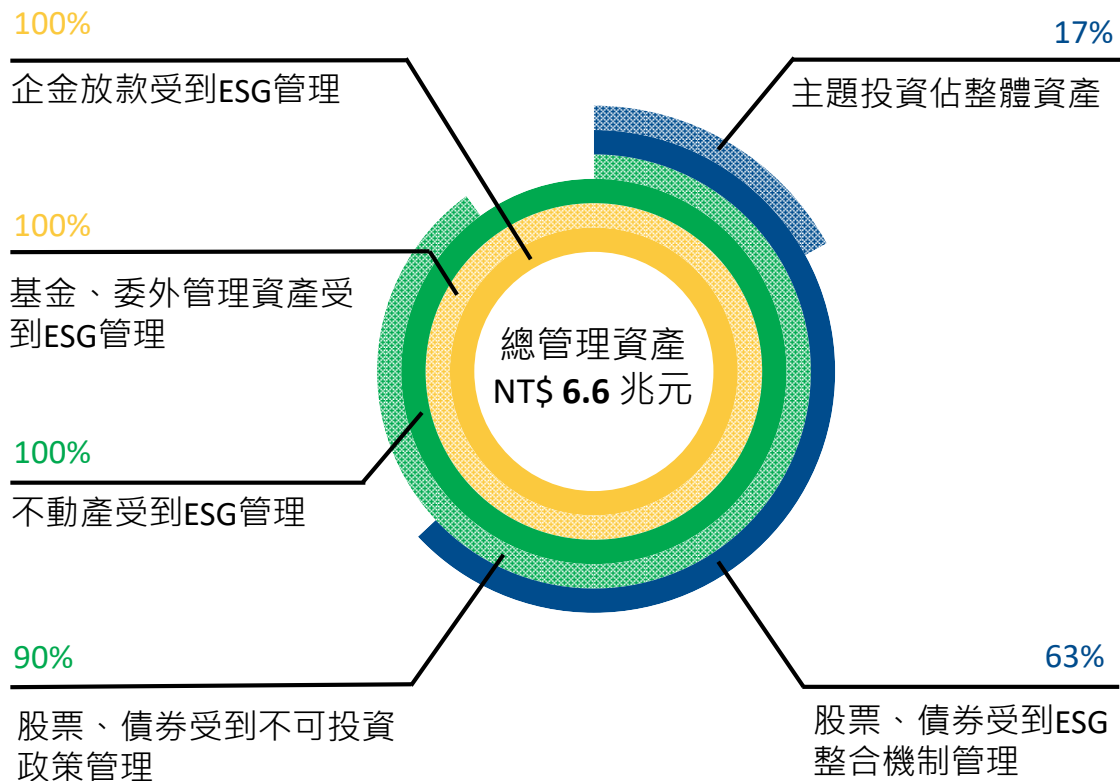 100%
企金放款受到ESG管理
17%
主題投資佔整體資產
100%
基金、委外管理資產受
到ESG管理
總管理資產
NT$ 6.6 兆元
100%
不動產受到ESG管理
90%
股票、債券受到不可投資
政策管理
63%
股票、債券受到ESG
整合機制管理